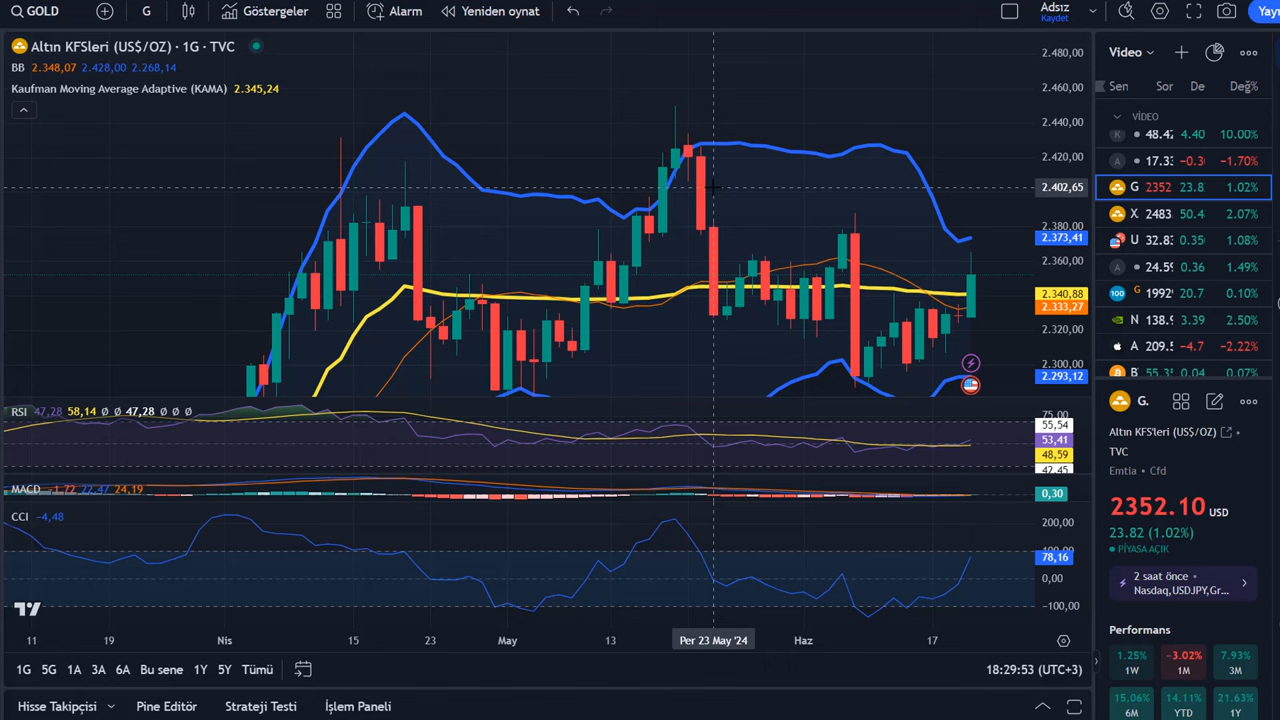 GOLD
G
Göstergeler
Alarm
Yeniden oynat
Adsız
Kaydet
Altın KFSleri (US$/OZ) · 1G · TVC
BB 2.348,07 2.428,00 2.268,14
Kaufman Moving Average Adaptive (KAMA) 2.345,24
2.480,00
2.460,00
2.440,00
2.420,00
2.402,65
2.380,00
2.373,41
2.360,00
2.340,88
2.333,27
2.320,00
2.300,00
2.293,12
RSI 47,28 58,14 Ø Ø 47,28 Ø Ø Ø
75,00
55,54
53,41
48,59
42,45
MACD -1,72 22,47 24,19
0,30
CCI -4,48
200,00
100,00
78,16
0,00
-100,00
11 19 Nis 15 23 May 13 Per 23 May '24 Haz 17
1G 5G 1A 3A 6A Bu sene 1Y 5Y Tümü
18:29:53 (UTC+3)
Hisse Takipçisi
Pine Editör
Strateji Testi
İşlem Paneli
Video
Sen Sor De Değ%
VİDEO
K 48.42 4.40 10.00%
A 17.33 -0.3 -1.70%
G 2352 23.8 1.02%
X 2483 50.4 2.07%
U 32.83 0.35 1.08%
A 24.59 0.36 1.49%
100 G 1992 20.7 0.10%
N 138.9 3.39 2.50%
A 209.5 -4.7 -2.22%
B 55.35 0.04 0.07%
G.
Altın KFS'leri (US$/OZ)
TVC
Emtia • Cfd
2352.10 USD
23.82 (1.02%)
PİYASA AÇIK
2 saat önce
Nasdaq,USDJPY,Gr...
Performans
1.25% 1W
-3.02% 1M
7.93% 3M
15.06% 6M
14.11% YTD
21.63% 1Y